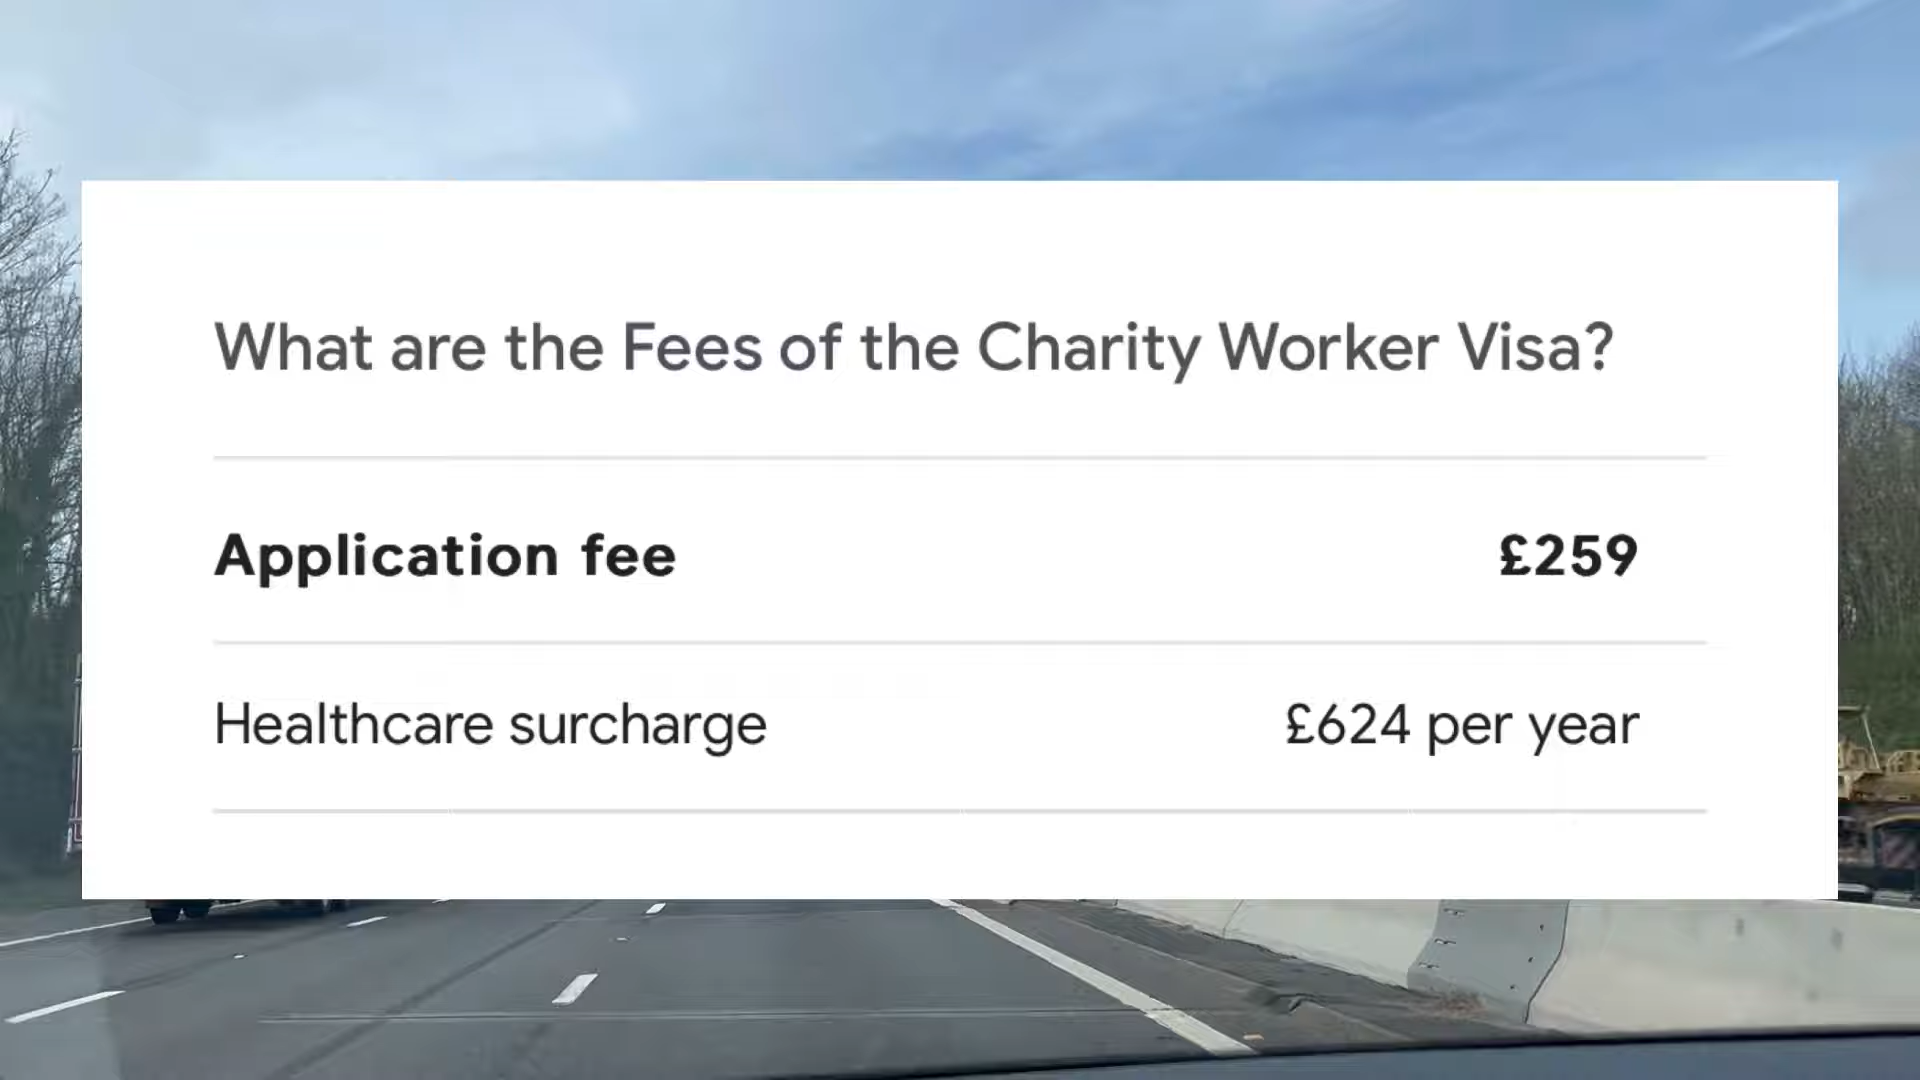 What are the Fees of the Charity Worker Visa?
Application fee £259
Healthcare surcharge £624 per year